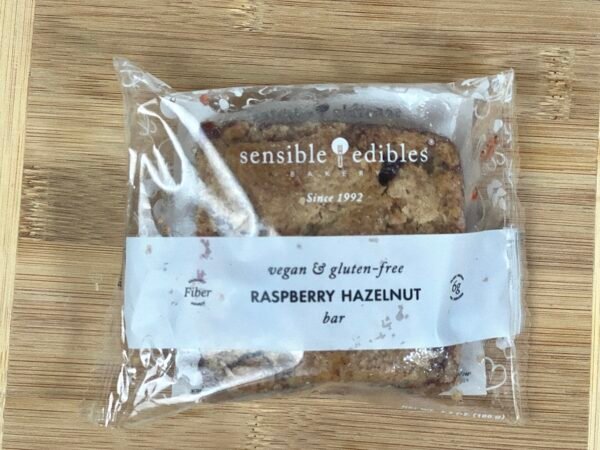 sensible edibles®
BAKERY
Since 1992
vegan & gluten-free
Fiber
RASPBERRY HAZELNUT
6g
bar